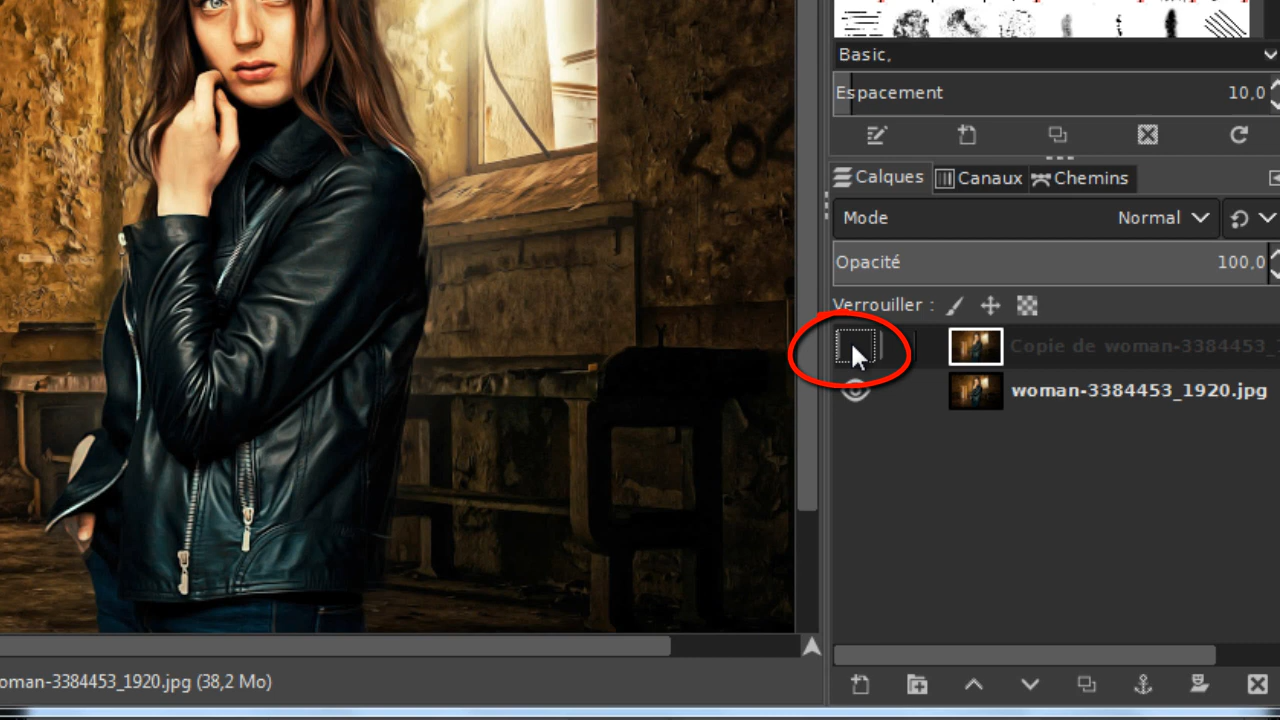 Basic,
Espacement 10,0
Calques Canaux Chemins
Mode Normal
Opacité 100,0
Verrouiller :
Copie de woman-3384453_1
woman-3384453_1920.jpg
oman-3384453_1920.jpg (38,2 Mo)